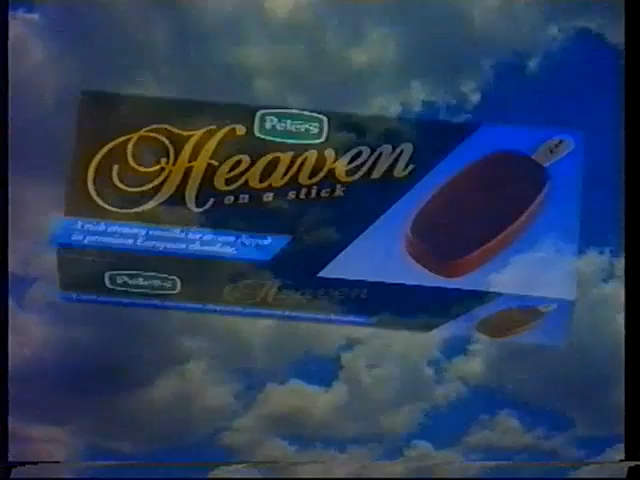 Peters
Heaven
on a stick
A rich creamy vanilla ice cream dipped
in premium European chocolate.
Peters
Heaven